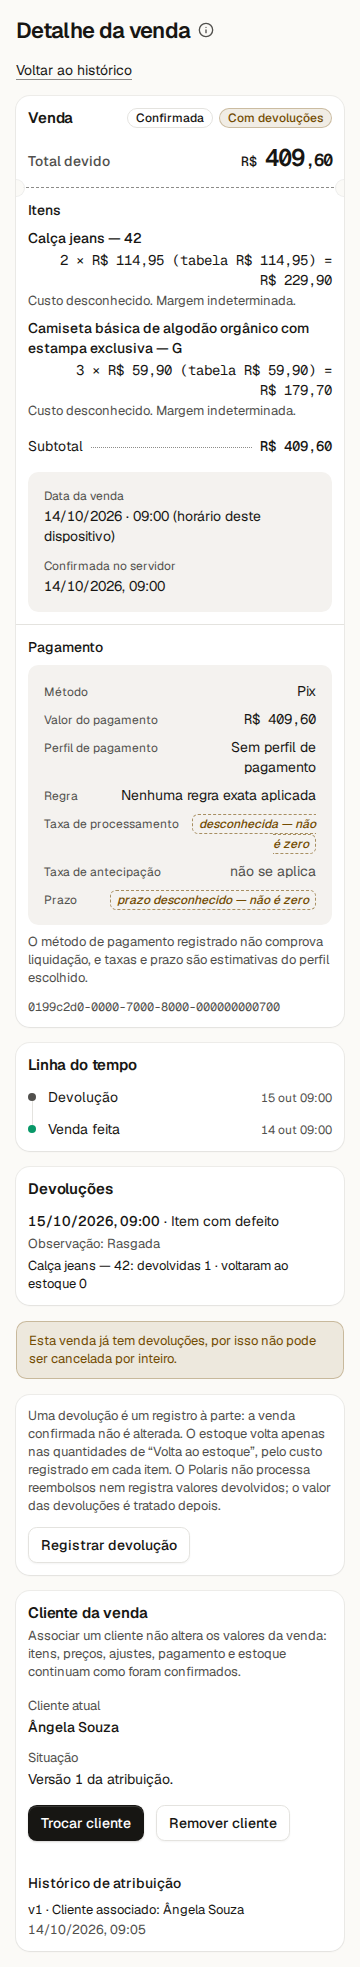 Detalhe da venda
Voltar ao histórico
Venda
Confirmada
Com devoluções
Total devido
R$ 409,60
Itens
Calça jeans — 42
2 × R$ 114,95 (tabela R$ 114,95) =
R$ 229,90
Custo desconhecido. Margem indeterminada.
Camiseta básica de algodão orgânico com
estampa exclusiva — G
3 × R$ 59,90 (tabela R$ 59,90) =
R$ 179,70
Custo desconhecido. Margem indeterminada.
Subtotal R$ 409,60
Data da venda
14/10/2026 · 09:00 (horário deste
dispositivo)
Confirmada no servidor
14/10/2026, 09:00
Pagamento
Método Pix
Valor do pagamento R$ 409,60
Perfil de pagamento Sem perfil de
pagamento
Regra Nenhuma regra exata aplicada
Taxa de processamento desconhecida — não
é zero
Taxa de antecipação não se aplica
Prazo prazo desconhecido — não é zero
O método de pagamento registrado não comprova
liquidação, e taxas e prazo são estimativas do perfil
escolhido.
0199c2d0-0000-7000-8000-000000000700
Linha do tempo
Devolução 15 out 09:00
Venda feita 14 out 09:00
Devoluções
15/10/2026, 09:00 · Item com defeito
Observação: Rasgada
Calça jeans — 42: devolvidas 1 · voltaram ao
estoque 0
Esta venda já tem devoluções, por isso não pode
ser cancelada por inteiro.
Uma devolução é um registro à parte: a venda
confirmada não é alterada. O estoque volta apenas
nas quantidades de “Volta ao estoque”, pelo custo
registrado em cada item. O Polaris não processa
reembolsos nem registra valores devolvidos; o valor
das devoluções é tratado depois.
Registrar devolução
Cliente da venda
Associar um cliente não altera os valores da venda:
itens, preços, ajustes, pagamento e estoque
continuam como foram confirmados.
Cliente atual
Ângela Souza
Situação
Versão 1 da atribuição.
Trocar cliente
Remover cliente
Histórico de atribuição
v1 · Cliente associado: Ângela Souza
14/10/2026, 09:05